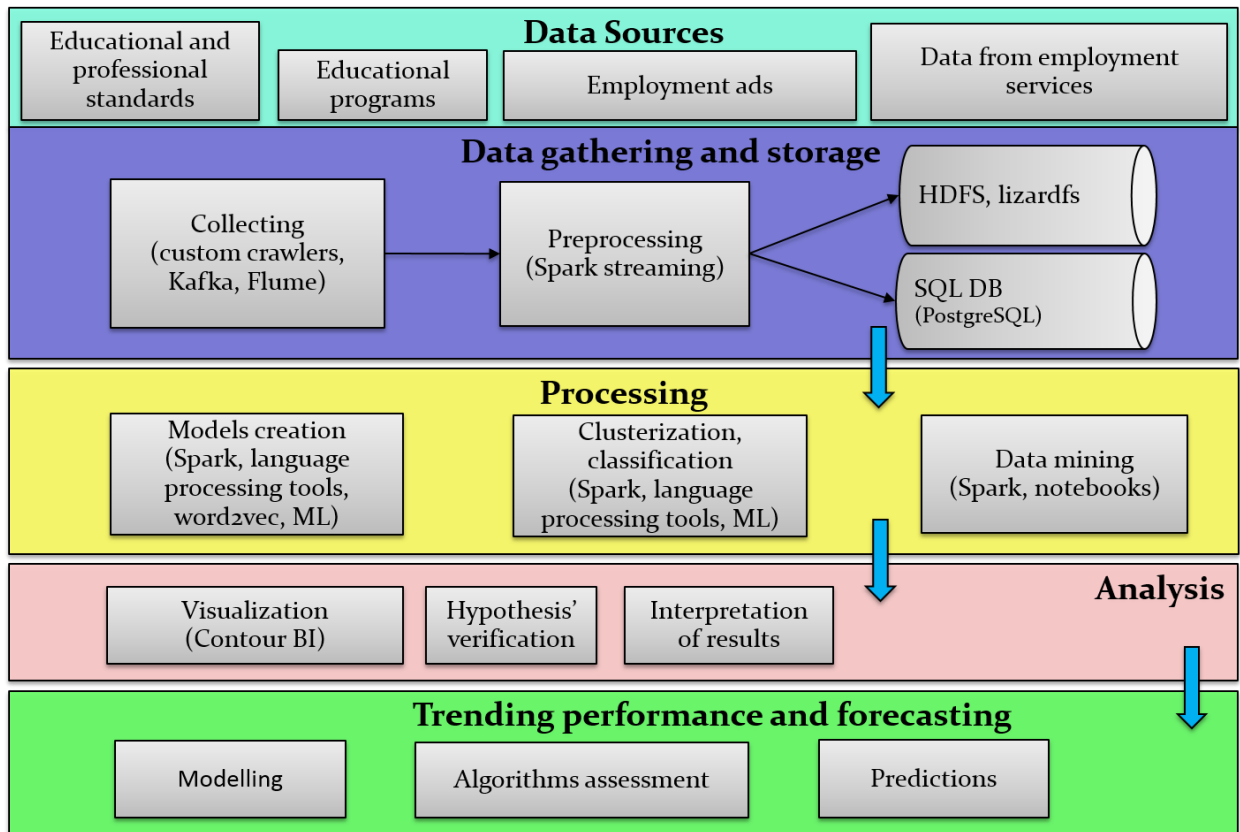 Data Sources
Educational and
professional
standards
Educational
programs
Employment ads
Data from employment
services
Data gathering and storage
Collecting
(custom crawlers,
Kafka, Flume)
Preprocessing
(Spark streaming)
HDFS, lizardfs
SQL DB
(PostgreSQL)
Processing
Models creation
(Spark, language
processing tools,
word2vec, ML)
Clusterization,
classification
(Spark, language
processing tools, ML)
Data mining
(Spark, notebooks)
Analysis
Visualization
(Contour BI)
Hypothesis’
verification
Interpretation
of results
Trending performance and forecasting
Modelling
Algorithms assessment
Predictions